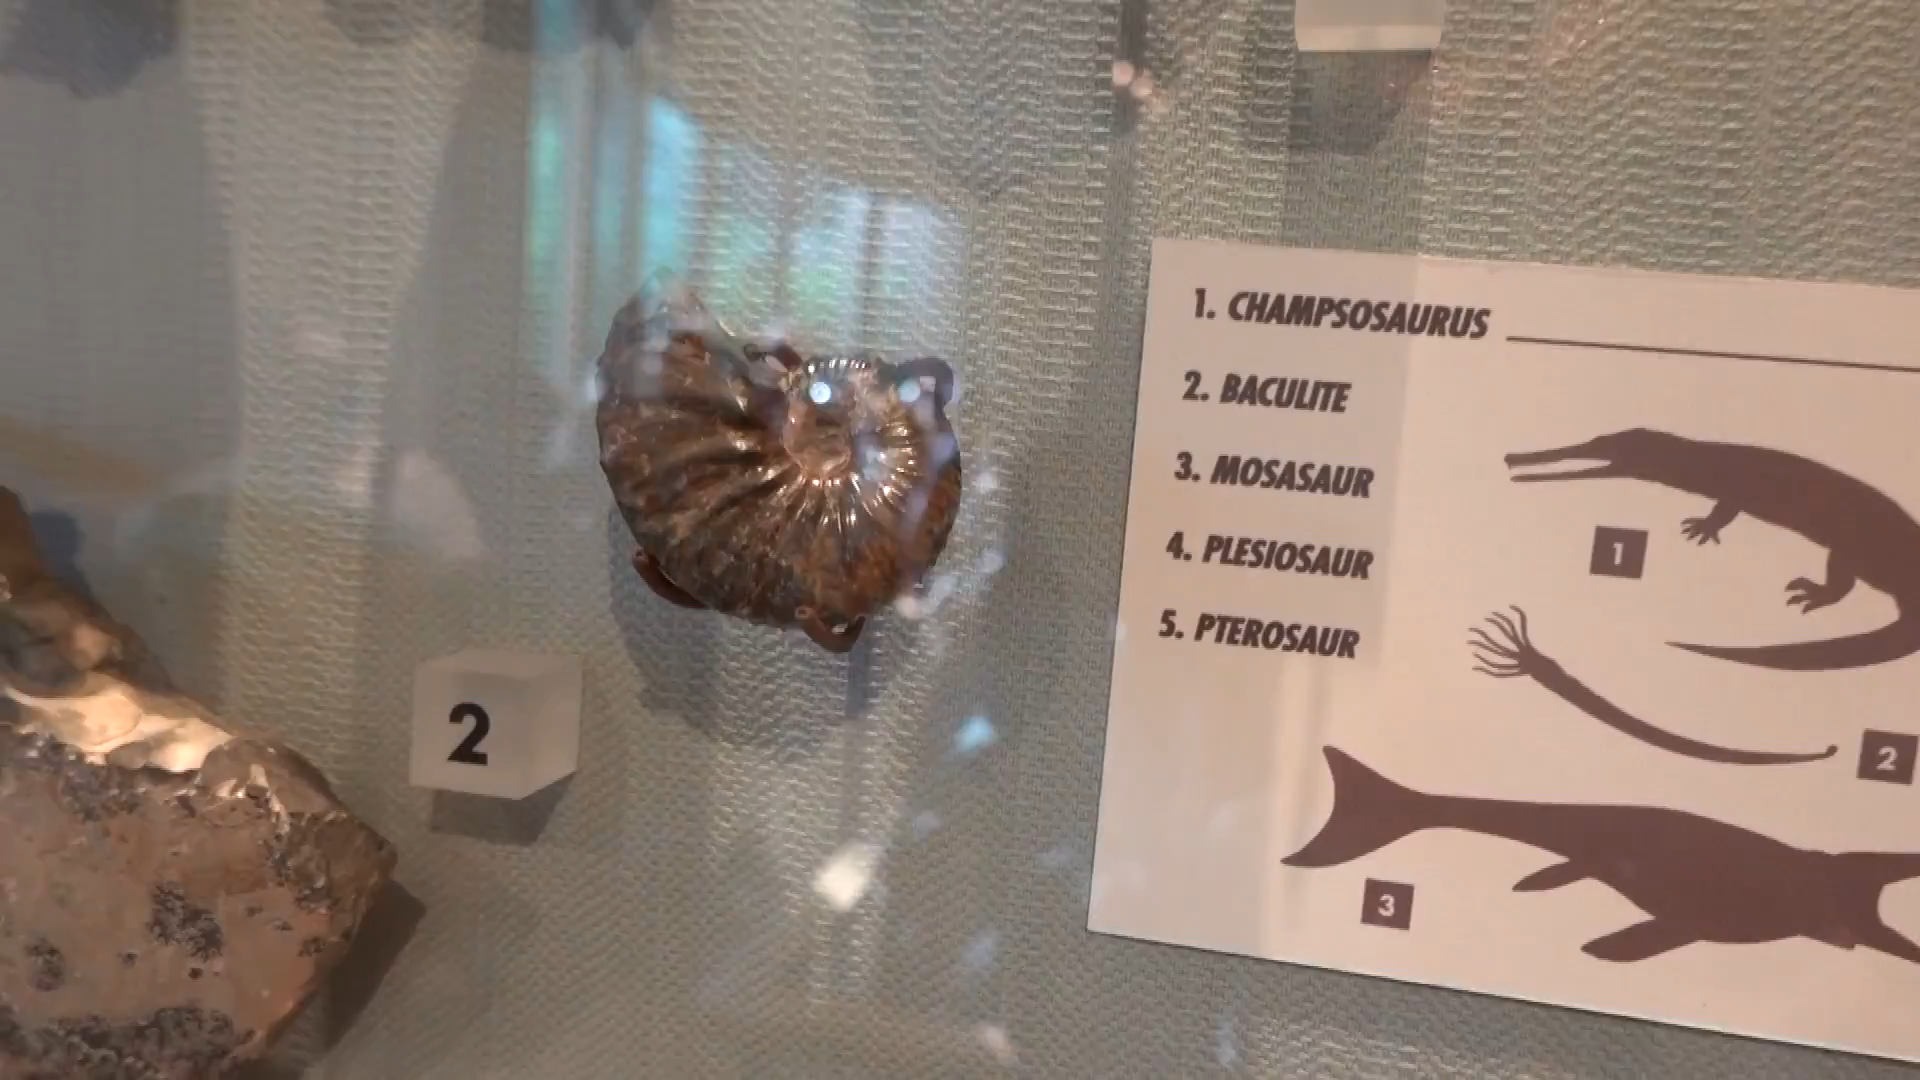 1. CHAMPSOSAURUS
2. BACULITE
3. MOSASAUR
4. PLESIOSAUR
5. PTEROSAUR
1
2
3
2